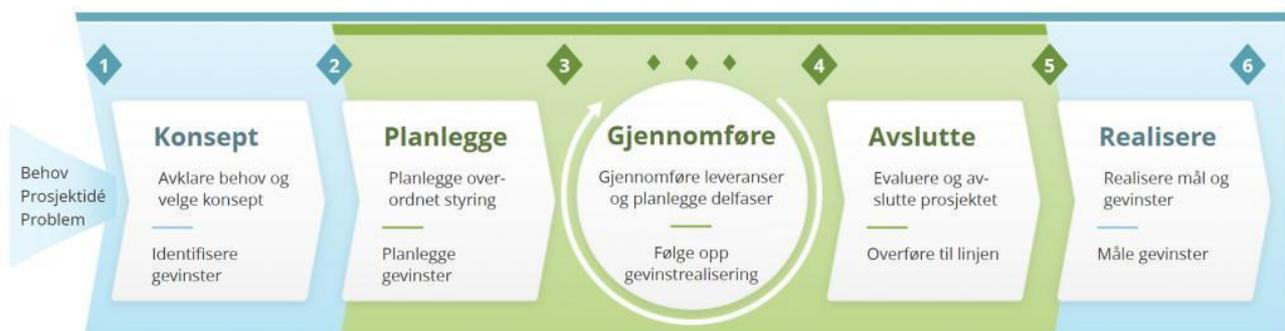 1
2
3
4
5
6
Behov
Prosjektidé
Problem
Konsept
Avklare behov og
velge konsept
Identifisere
gevinster
Planlegge
Planlegge over-
ordnet styring
Planlegge
gevinster
Gjennomføre
Gjennomføre leveranser
og planlegge delfaser
Følge opp
gevinstrealisering
Avslutte
Evaluere og av-
slutte prosjektet
Overføre til linjen
Realisere
Realisere mål og
gevinster
Måle gevinster